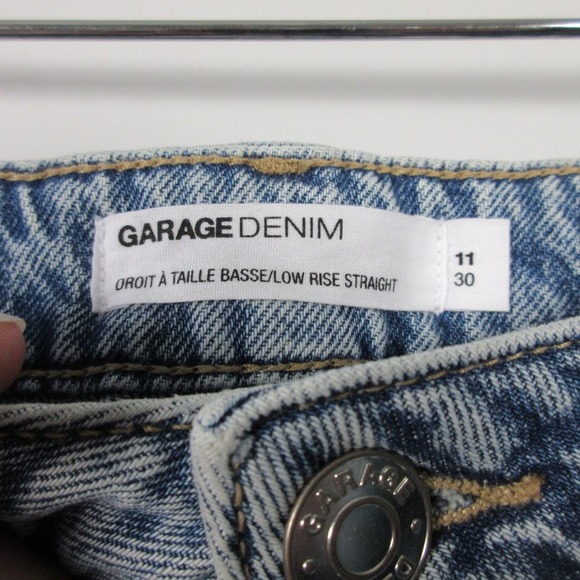 GARAGE DENIM
DROIT À TAILLE BASSE/LOW RISE STRAIGHT
11
30
GARAGE